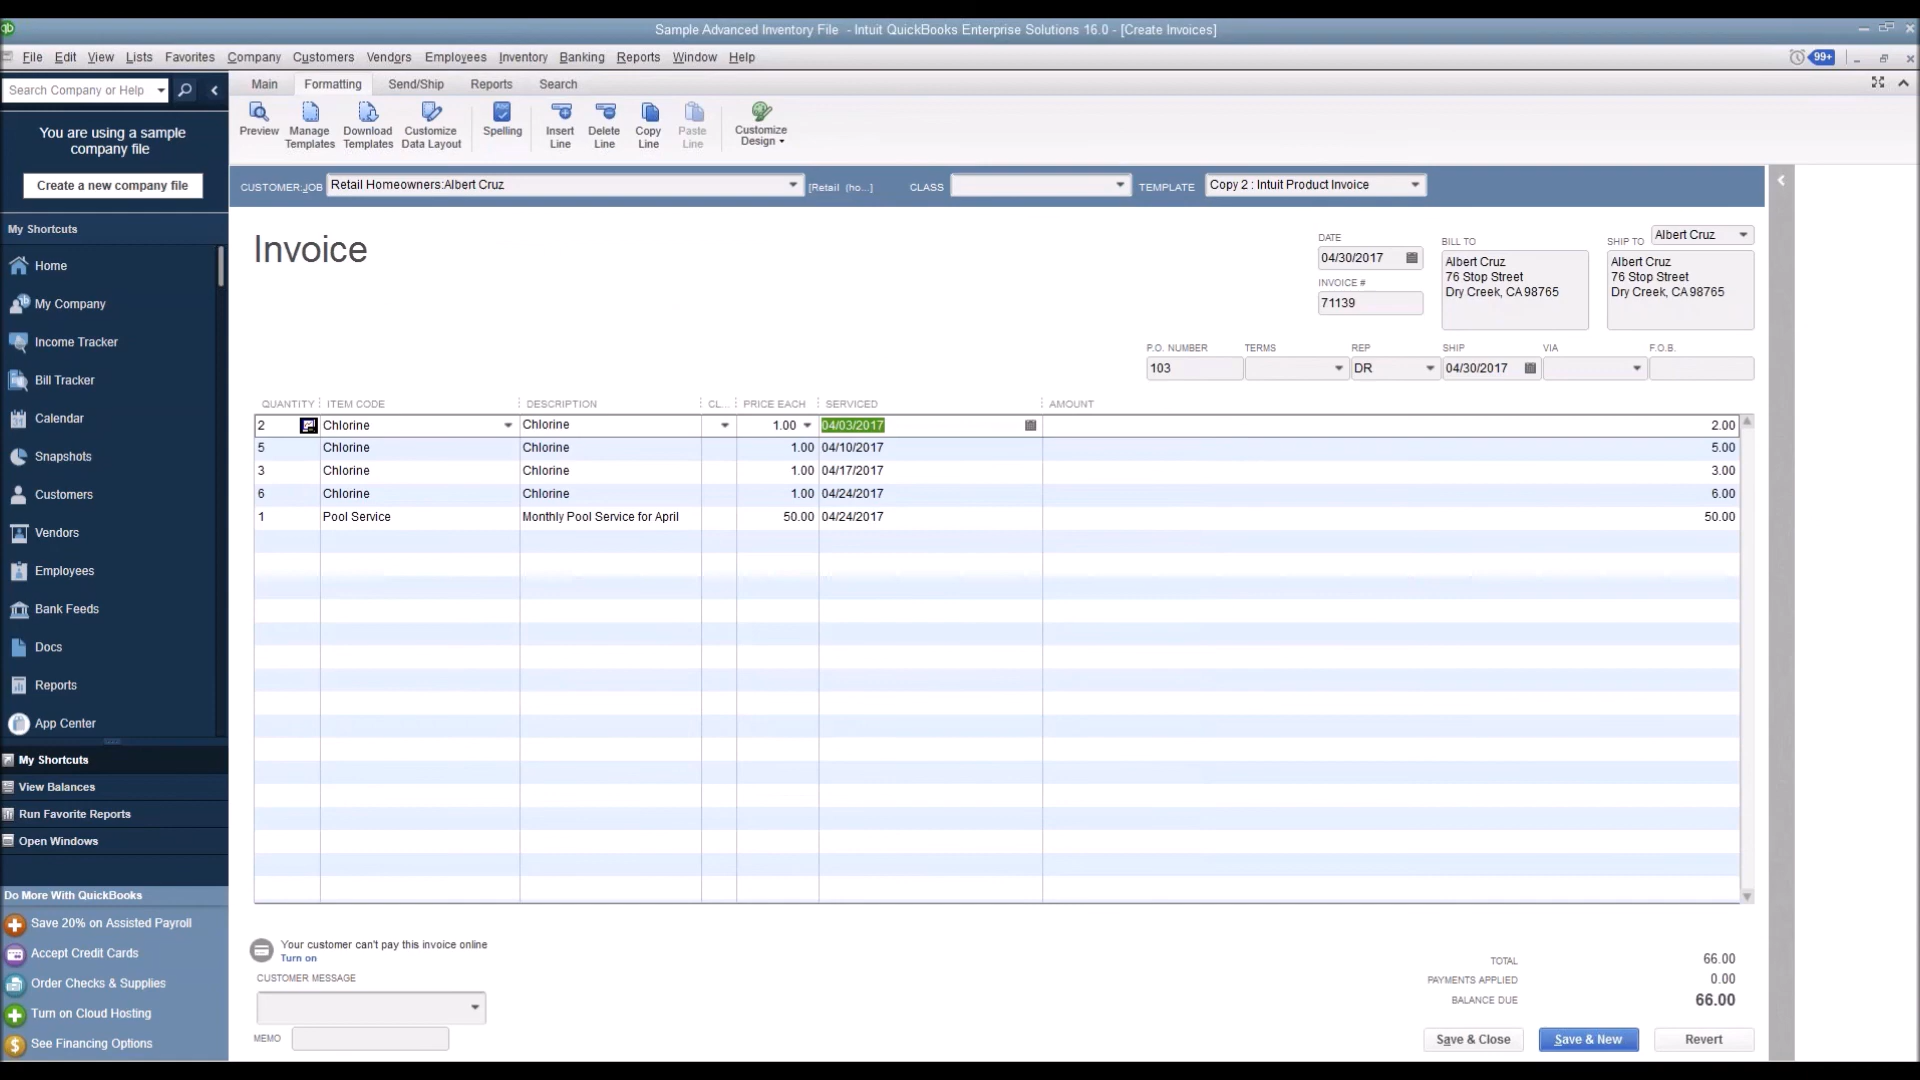 Sample Advanced Inventory File - Intuit QuickBooks Enterprise Solutions 16.0 - [Create Invoices]
File Edit View Lists Favorites Company Customers Vendors Employees Inventory Banking Reports Window Help
99+
Search Company or Help
Main Formatting Send/Ship Reports Search
Preview
Manage Templates
Download Templates
Customize Data Layout
Spelling
Insert Line
Delete Line
Copy Line
Paste Line
Customize Design
You are using a sample
company file
Create a new company file
My Shortcuts
Home
My Company
Income Tracker
Bill Tracker
Calendar
Snapshots
Customers
Vendors
Employees
Bank Feeds
Docs
Reports
App Center
My Shortcuts
View Balances
Run Favorite Reports
Open Windows
Do More With QuickBooks
Save 20% on Assisted Payroll
Accept Credit Cards
Order Checks & Supplies
Turn on Cloud Hosting
See Financing Options
CUSTOMER:JOB Retail Homeowners:Albert Cruz [Retail (ho...] CLASS TEMPLATE Copy 2 : Intuit Product Invoice
Invoice
DATE
04/30/2017
INVOICE #
71139
BILL TO
Albert Cruz
76 Stop Street
Dry Creek, CA 98765
SHIP TO Albert Cruz
Albert Cruz
76 Stop Street
Dry Creek, CA 98765
P.O. NUMBER TERMS REP SHIP VIA F.O.B.
103 DR 04/30/2017
QUANTITY ITEM CODE DESCRIPTION CL... PRICE EACH SERVICED AMOUNT
2 Chlorine Chlorine 1.00 04/03/2017 2.00
5 Chlorine Chlorine 1.00 04/10/2017 5.00
3 Chlorine Chlorine 1.00 04/17/2017 3.00
6 Chlorine Chlorine 1.00 04/24/2017 6.00
1 Pool Service Monthly Pool Service for April 50.00 04/24/2017 50.00
Your customer can't pay this invoice online
Turn on
CUSTOMER MESSAGE
MEMO
TOTAL 66.00
PAYMENTS APPLIED 0.00
BALANCE DUE 66.00
Save & Close Save & New Revert